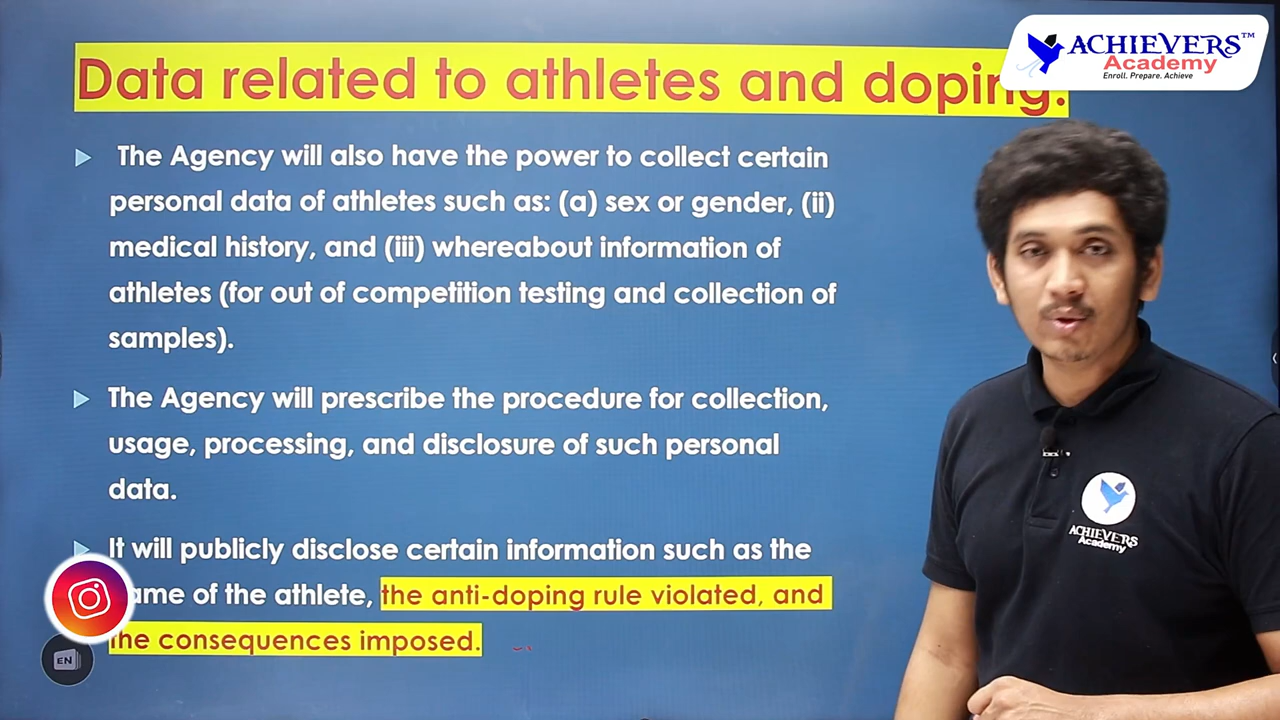 Data related to athletes and doping.
ACHIEVERS™
Academy
Enroll. Prepare. Achieve
The Agency will also have the power to collect certain
personal data of athletes such as: (a) sex or gender, (ii)
medical history, and (iii) whereabout information of
athletes (for out of competition testing and collection of
samples).
The Agency will prescribe the procedure for collection,
usage, processing, and disclosure of such personal
data.
It will publicly disclose certain information such as the
ame of the athlete, the anti-doping rule violated, and
the consequences imposed.
EN
ACHIEVERS
Academy